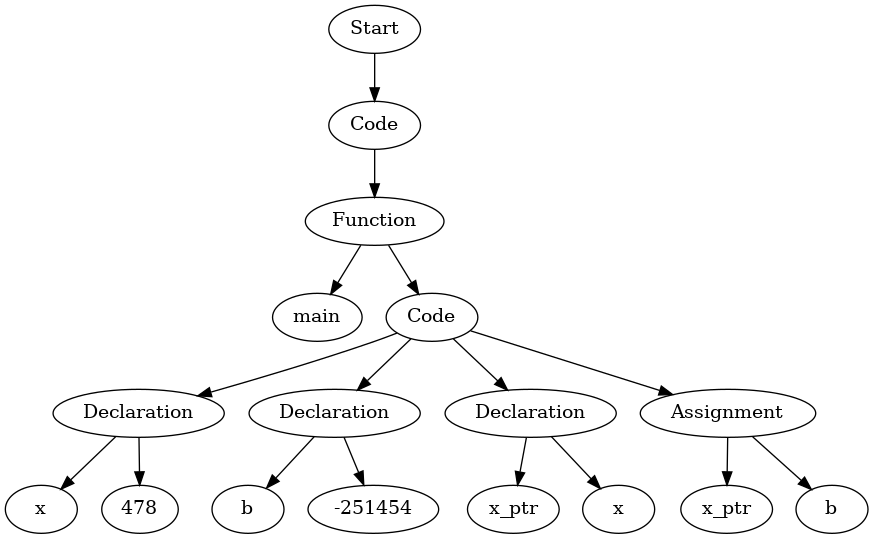 Start
Code
Function
main
Code
Declaration
Declaration
Declaration
Assignment
x
478
b
-251454
x_ptr
x
x_ptr
b